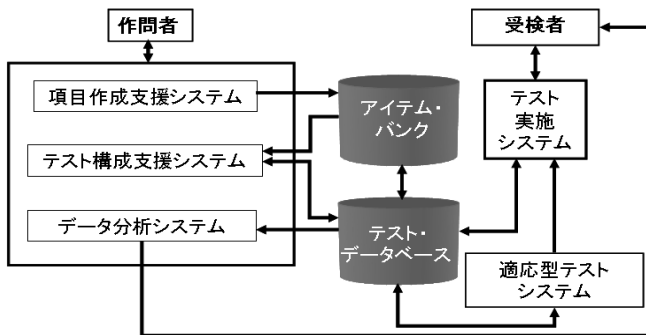 作問者
受検者
項目作成支援システム
アイテム・
バンク
テスト
実施
システム
テスト構成支援システム
データ分析システム
テスト・
データベース
適応型テスト
システム